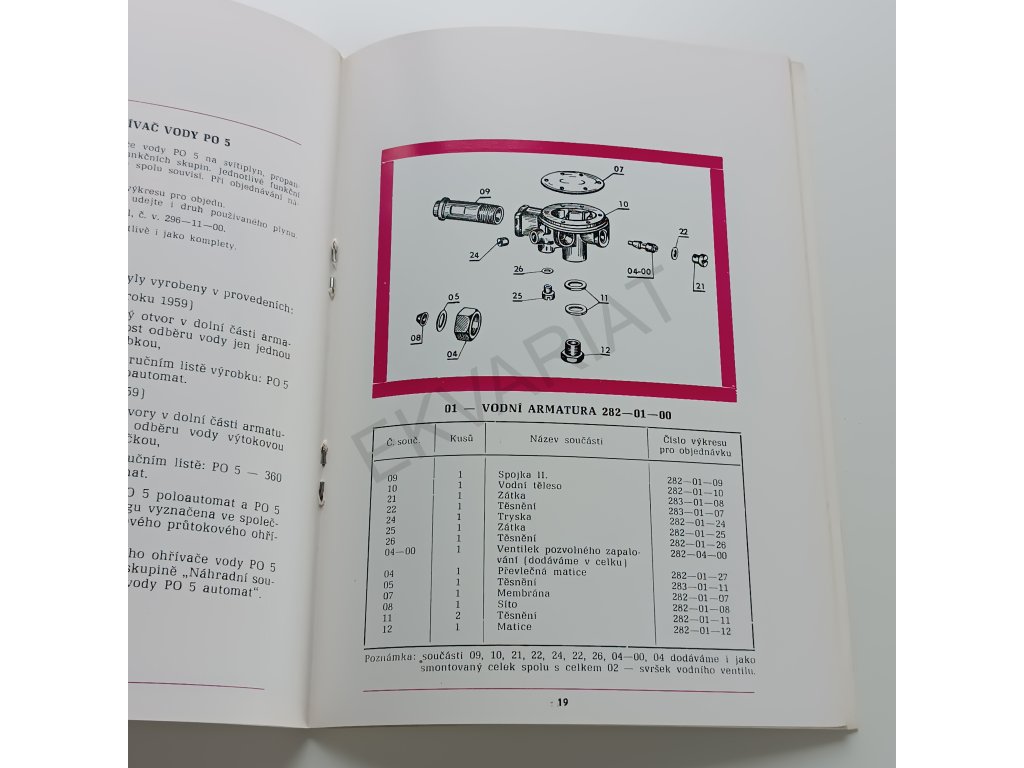 ÍVAČ VODY PO 5
ce vody PO 5 na svítiplyn, propan-
unkčních skupin. Jednotlivé funkční
spolu souvisí. Při objednávání ná-
výkresu pro objedu.
udejte i druh používaného plynu.
l, č. v. 296—11—00.
tlivě i jako komplety.
yly vyrobeny v provedeních:
roku 1959)
ý otvor v dolní části arma-
ost odběru vody jen jednou
bkou,
ručním listě výrobku: PO 5
oautomat.
59)
vory v dolní části armatu-
odběru vody výtokovou
čkou,
učním listě: PO 5 — 360
mat.
O 5 poloautomat a PO 5
gu vyznačena ve společ-
ového průtokového ohří-
ho ohřívače vody PO 5
skupině „Náhradní sou-
vody PO 5 automat“.
07
09
10
22
24
04-00
26
21
25
11
05
08
04
12
EKVARIAT
01 — VODNÍ ARMATURA 282—01—00
Č. souč. Kusů Název součásti Číslo výkresu pro objednávku
09 1 Spojka II. 282—01—09
10 1 Vodní těleso 282—01—10
21 1 Zátka 283—01—08
22 1 Těsnění 283—01—07
24 1 Tryska 282—01—24
25 1 Zátka 282—01—25
26 1 Těsnění 282—01—26
04—00 1 Ventilek pozvolného zapalo- 282—04—00
vání (dodáváme v celku)
04 1 Převlečná matice 282—01—27
05 1 Těsnění 283—01—11
07 1 Membrána 282—01—07
08 1 Síto 282—01—08
11 2 Těsnění 282—01—11
12 1 Matice 282—01—12
Poznámka: součásti 09, 10, 21, 22, 24, 22, 26, 04—00, 04 dodáváme i jako
smontovaný celek spolu s celkem 02 — svršek vodního ventilu.
19